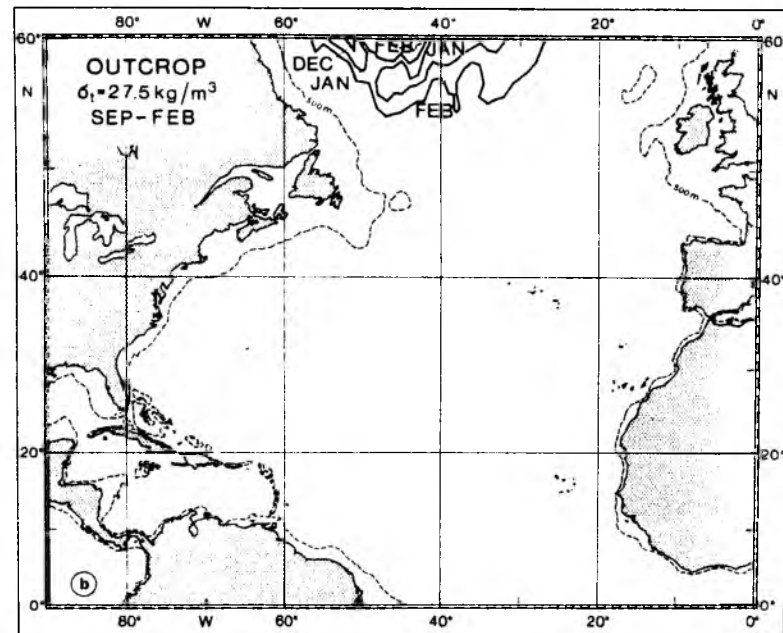 80° W 60° 40° 20° 0°
60° 60°
FEB JAN
OUTCROP
DEC
σt=27.5 kg/m³
JAN
N N
SEP-FEB
500m
FEB
500m
40° 40°
20° 20°
b
0° 0°
80° W 60° 40° 20° 0°